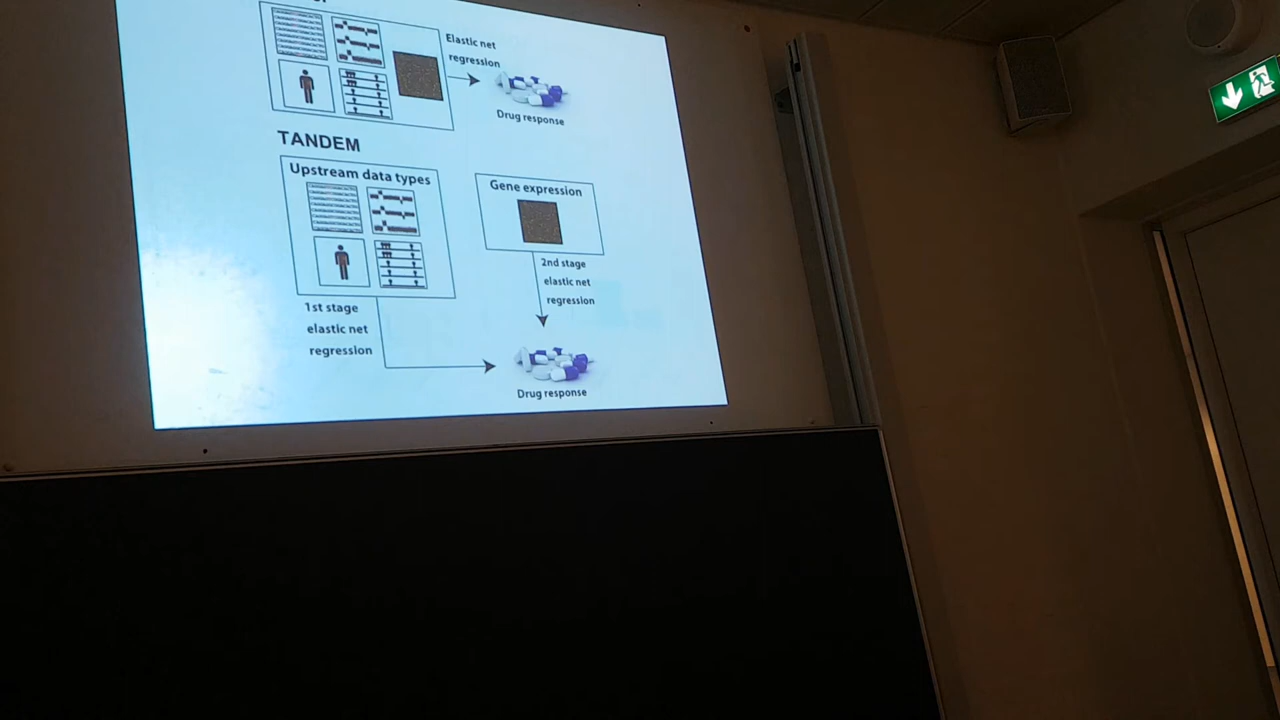 Elastic net
regression
Drug response
TANDEM
Upstream data types
Gene expression
1st stage
elastic net
regression
2nd stage
elastic net
regression
Drug response